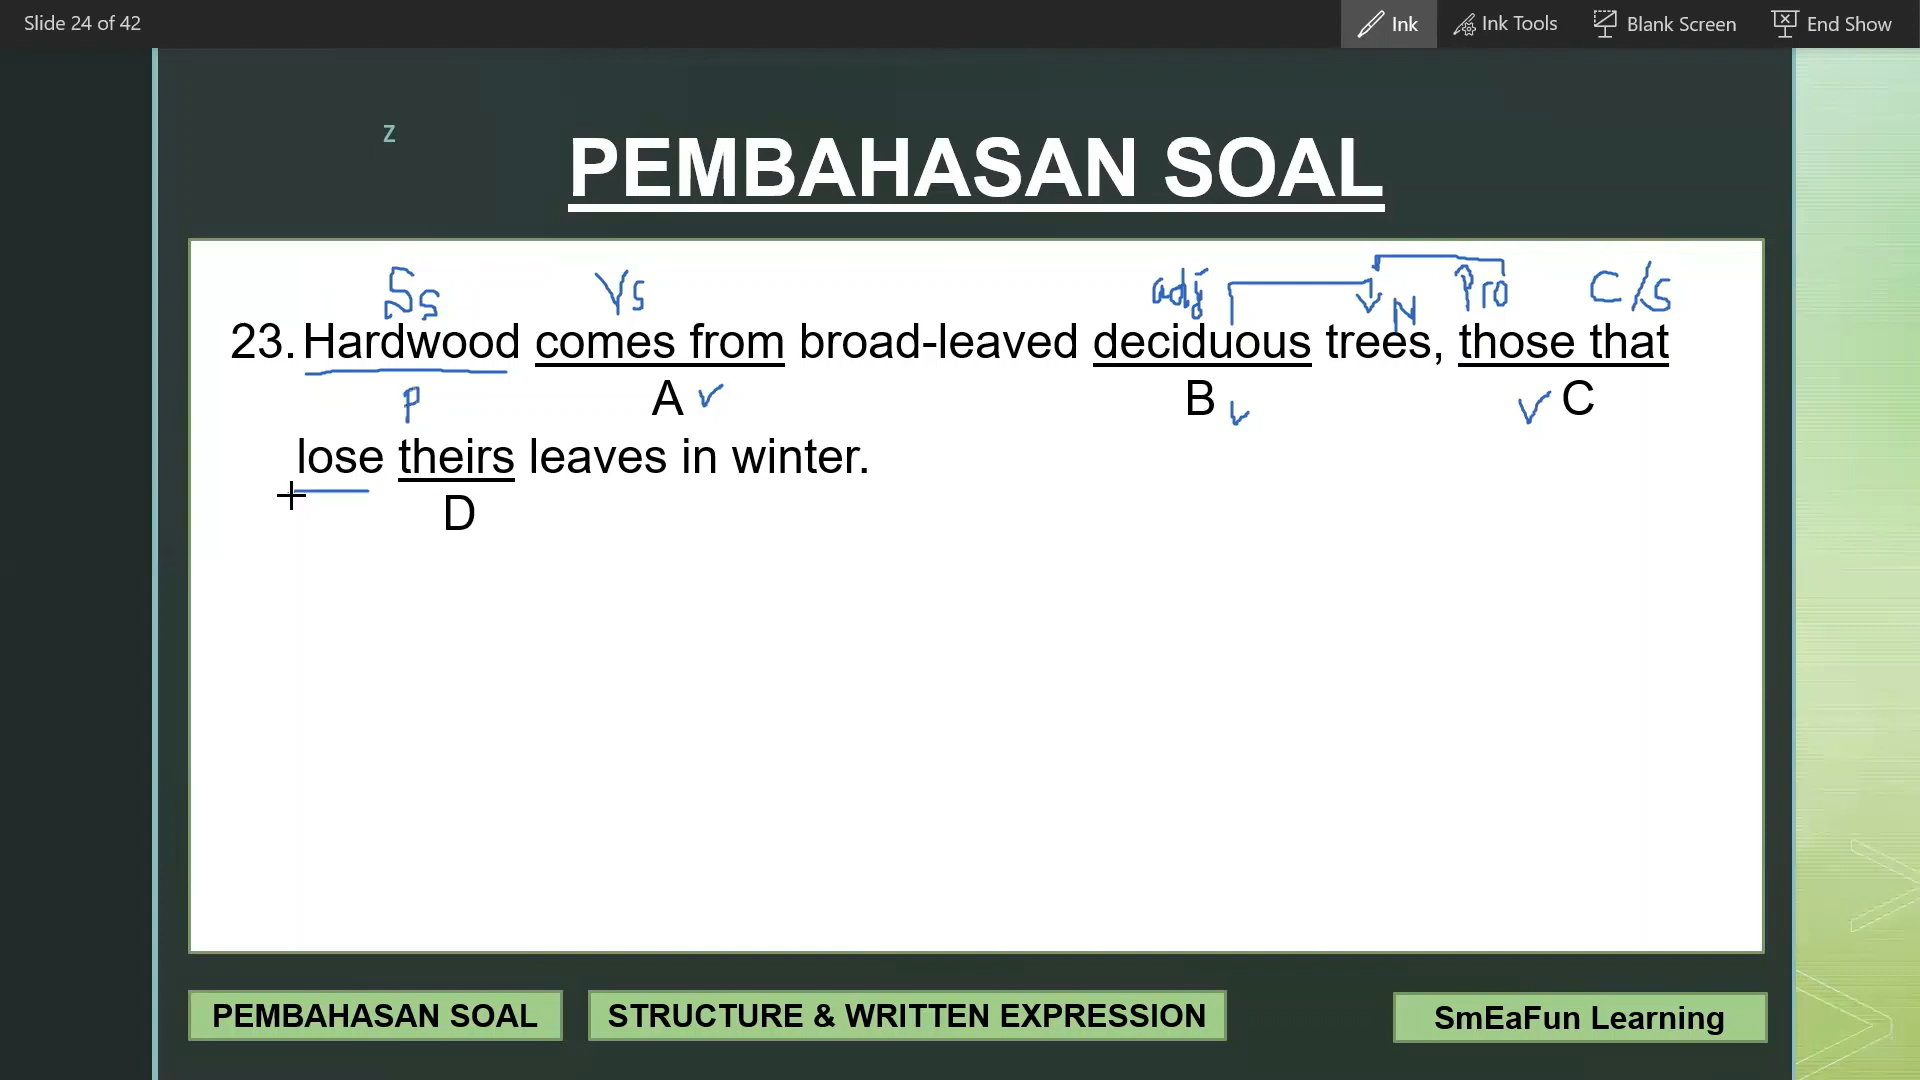 Slide 24 of 42
Ink
Ink Tools
Blank Screen
End Show
z
PEMBAHASAN SOAL
Ss Vs adj N Pro C/S
23. Hardwood comes from broad-leaved deciduous trees, those that
P A B C
lose theirs leaves in winter.
D
PEMBAHASAN SOAL
STRUCTURE & WRITTEN EXPRESSION
SmEaFun Learning